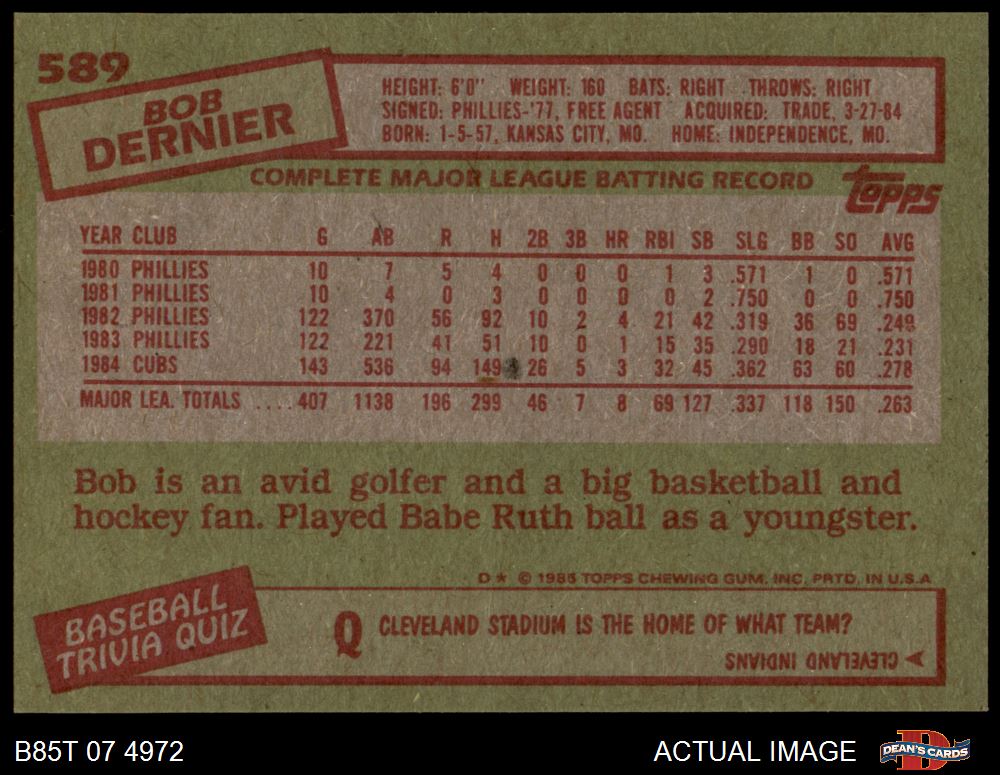 589
BOB
DERNIER
HEIGHT: 6'0" WEIGHT: 160 BATS: RIGHT THROWS: RIGHT
SIGNED: PHILLIES-'77, FREE AGENT ACQUIRED: TRADE, 3-27-84
BORN: 1-5-57, KANSAS CITY, MO. HOME: INDEPENDENCE, MO.
COMPLETE MAJOR LEAGUE BATTING RECORD
TOPPS
YEAR CLUB G AB R H 2B 3B HR RBI SB SLG BB SO AVG
1980 PHILLIES 10 7 5 4 0 0 0 1 3 .571 1 0 .571
1981 PHILLIES 10 4 0 3 0 0 0 0 2 .750 0 0 .750
1982 PHILLIES 122 370 56 92 10 2 4 21 42 .319 36 69 .249
1983 PHILLIES 122 221 41 51 10 0 1 15 35 .290 18 21 .231
1984 CUBS 143 536 94 149 26 5 3 32 45 .362 63 60 .278
MAJOR LEA. TOTALS .... 407 1138 196 299 46 7 8 69 127 .337 118 150 .263
Bob is an avid golfer and a big basketball and
hockey fan. Played Babe Ruth ball as a youngster.
D* © 1985 TOPPS CHEWING GUM, INC. PRTD. IN U.S.A
BASEBALL
TRIVIA QUIZ
Q CLEVELAND STADIUM IS THE HOME OF WHAT TEAM?
CLEVELAND INDIANS
B85T 07 4972
ACTUAL IMAGE
D
DEAN'S CARDS